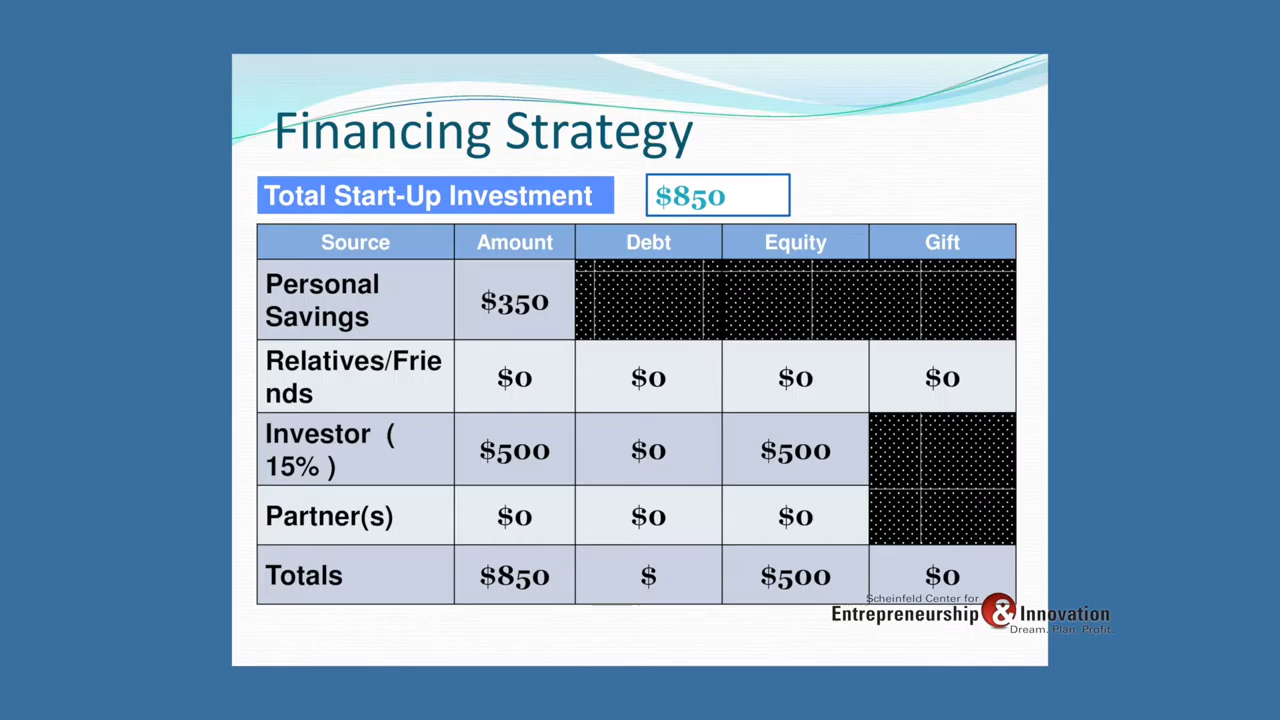 Financing Strategy
Total Start-Up Investment $850
Source Amount Debt Equity Gift
Personal
Savings $350
Relatives/Frie
nds $0 $0 $0 $0
Investor (
15% ) $500 $0 $500
Partner(s) $0 $0 $0
Totals $850 $ $500 $0
Scheinfeld Center for
Entrepreneurship & Innovation
Dream. Plan. Profit.